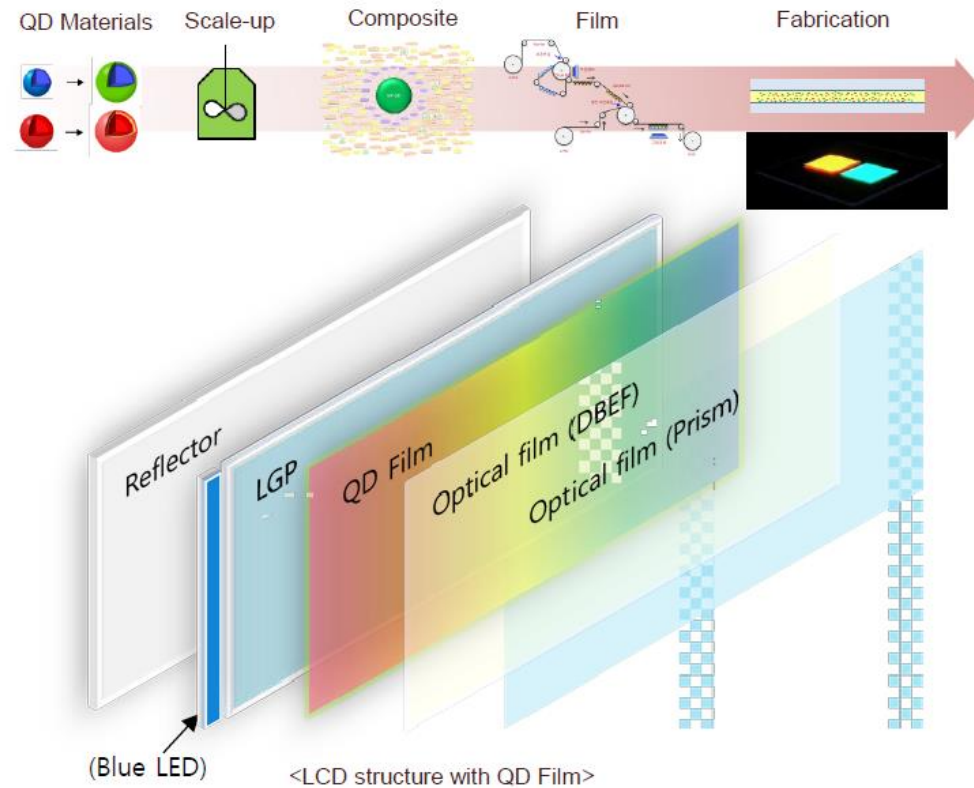 QD Materials
Scale-up
Composite
Film
Fabrication
Reflector
LGP
QD Film
Optical film (DBEF)
Optical film (Prism)
(Blue LED)
<LCD structure with QD Film>